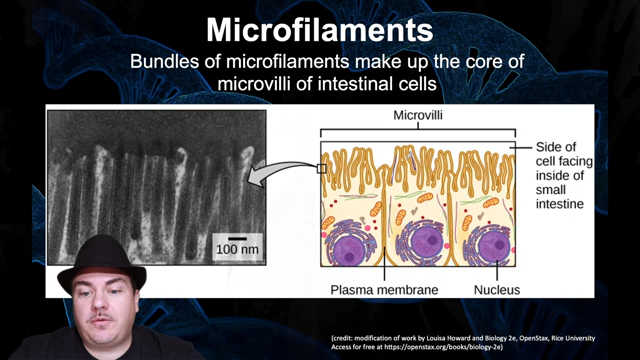 Microfilaments
Bundles of microfilaments make up the core of
microvilli of intestinal cells
Microvilli
Side of
cell facing
inside of
small
intestine
100 nm
Plasma membrane
Nucleus
(credit: modification of work by Louisa Howard and Biology 2e, OpenStax, Rice University
Access for free at https://openstax.org/books/biology-2e)